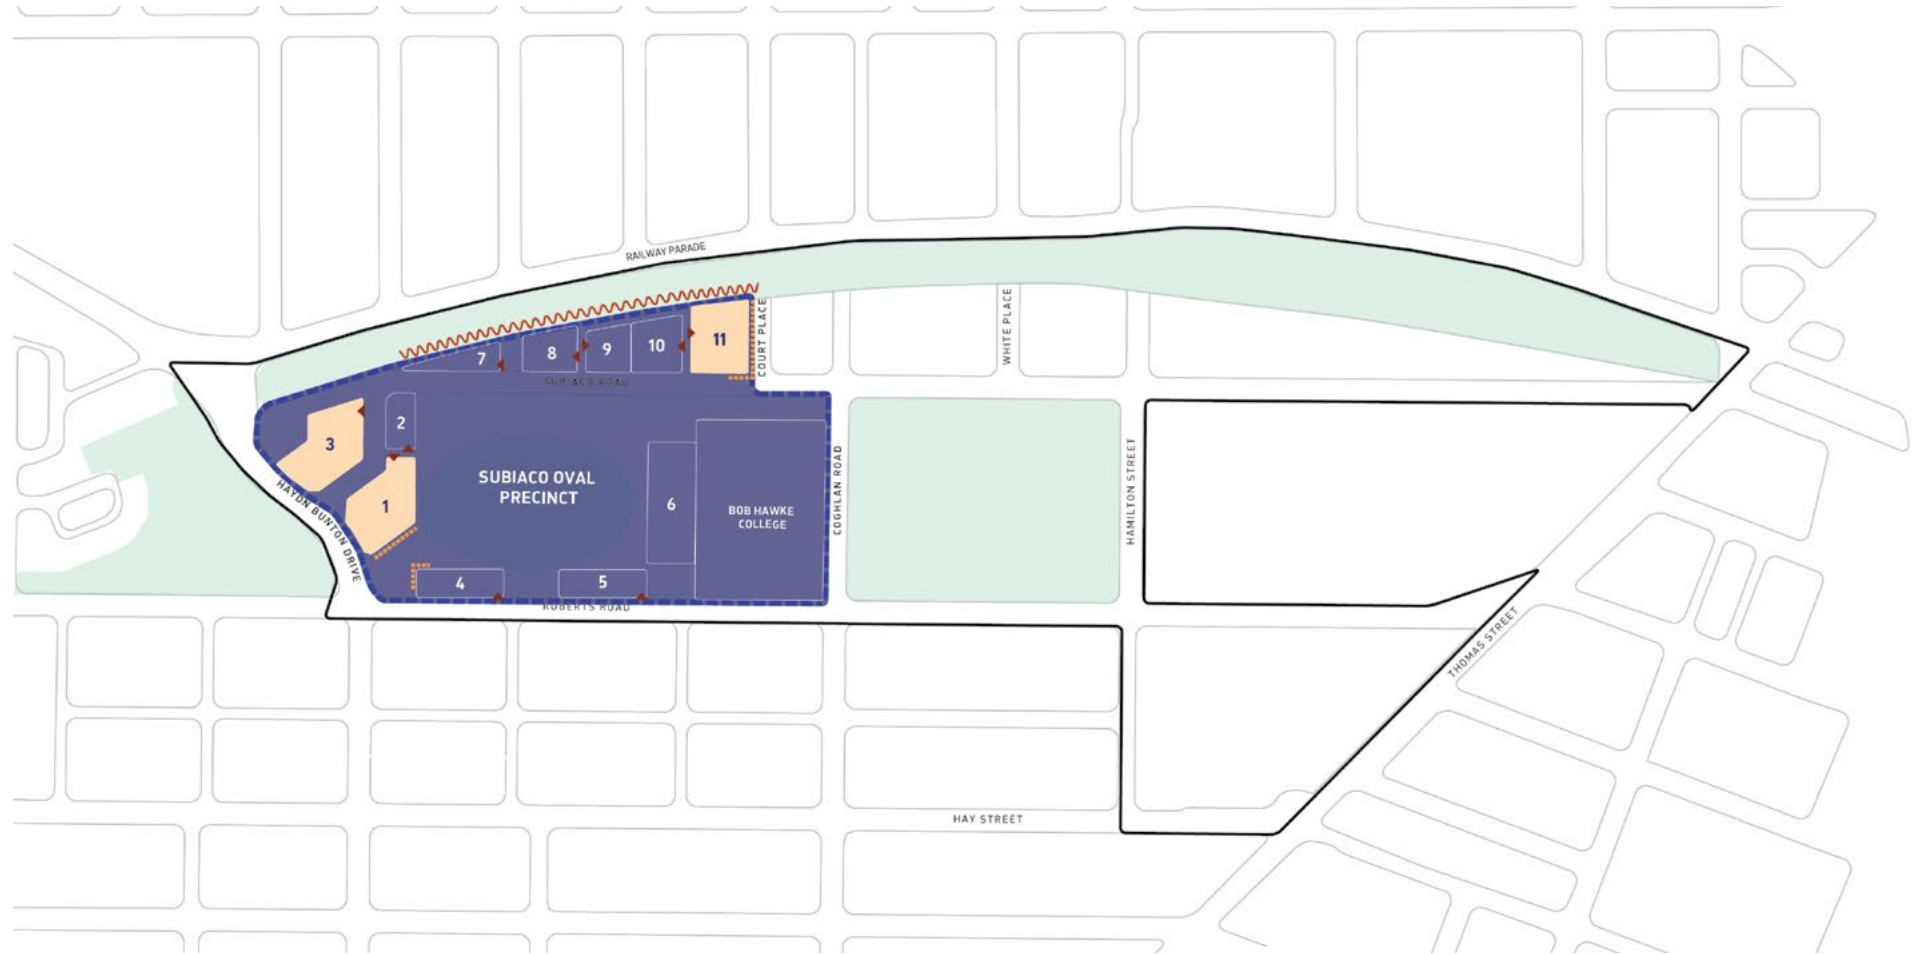 RAILWAY PARADE
COURT PLACE
WHITE PLACE
11
10
9
8
7
SUBIACO ROAD
2
3
1
SUBIACO OVAL
PRECINCT
6
BOB HAWKE
COLLEGE
COGHLAN ROAD
HAMILTON STREET
HAYDN BUNTON DRIVE
4
5
ROBERTS ROAD
THOMAS STREET
HAY STREET